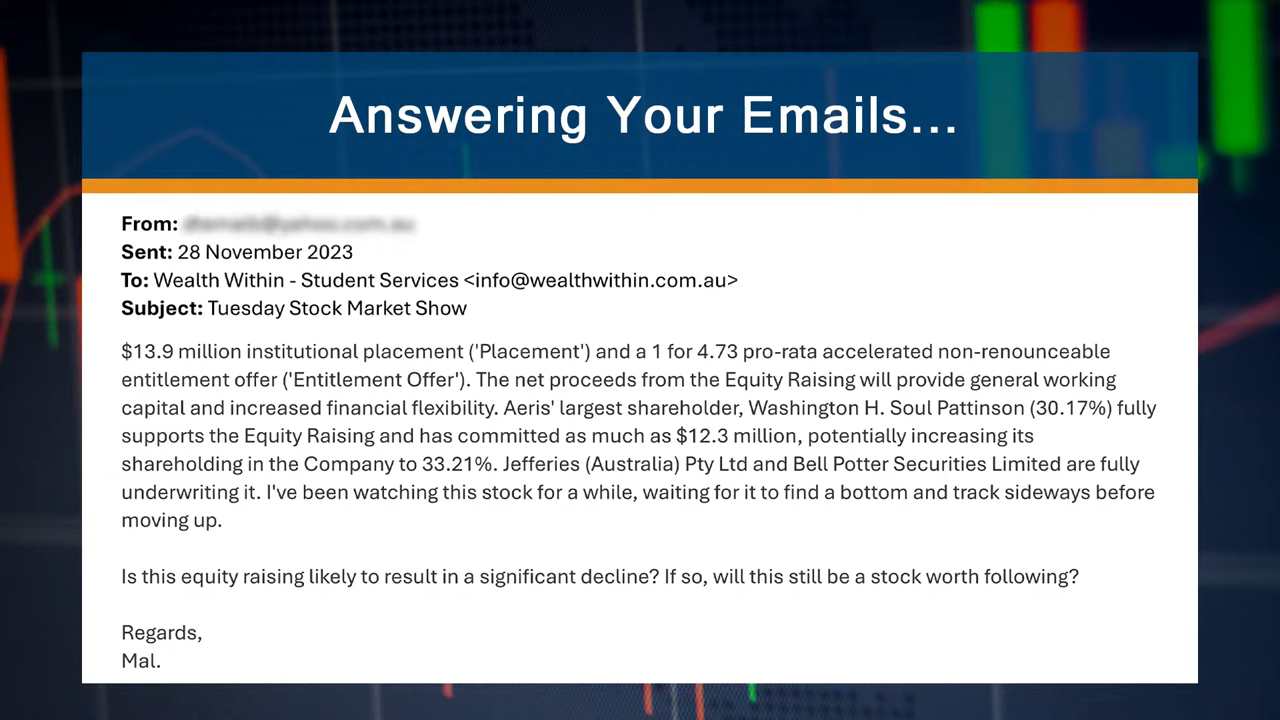 Answering Your Emails...
From:
Sent: 28 November 2023
To: Wealth Within - Student Services <info@wealthwithin.com.au>
Subject: Tuesday Stock Market Show
$13.9 million institutional placement ('Placement') and a 1 for 4.73 pro-rata accelerated non-renounceable
entitlement offer ('Entitlement Offer'). The net proceeds from the Equity Raising will provide general working
capital and increased financial flexibility. Aeris' largest shareholder, Washington H. Soul Pattinson (30.17%) fully
supports the Equity Raising and has committed as much as $12.3 million, potentially increasing its
shareholding in the Company to 33.21%. Jefferies (Australia) Pty Ltd and Bell Potter Securities Limited are fully
underwriting it. I've been watching this stock for a while, waiting for it to find a bottom and track sideways before
moving up.
Is this equity raising likely to result in a significant decline? If so, will this still be a stock worth following?
Regards,
Mal.